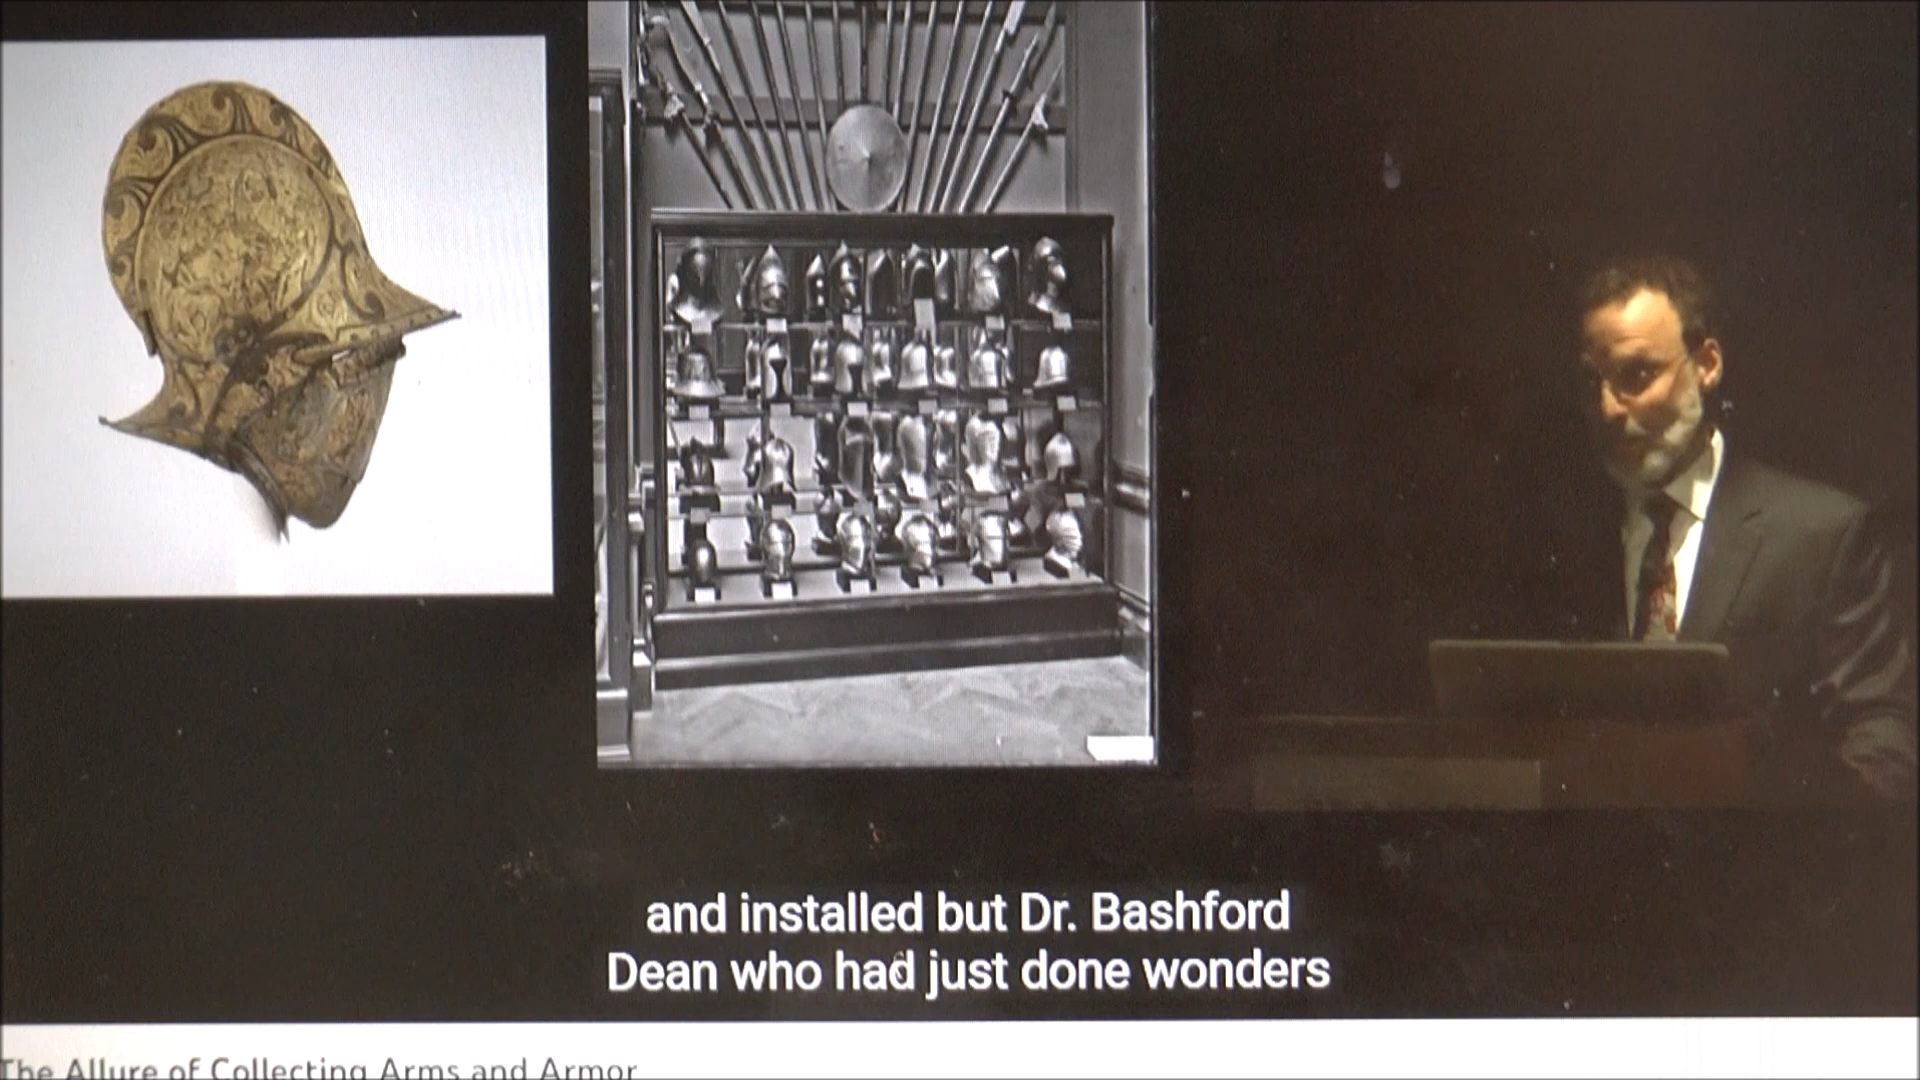 and installed but Dr. Bashford
Dean who had just done wonders
The Allure of Collecting Arms and Armor